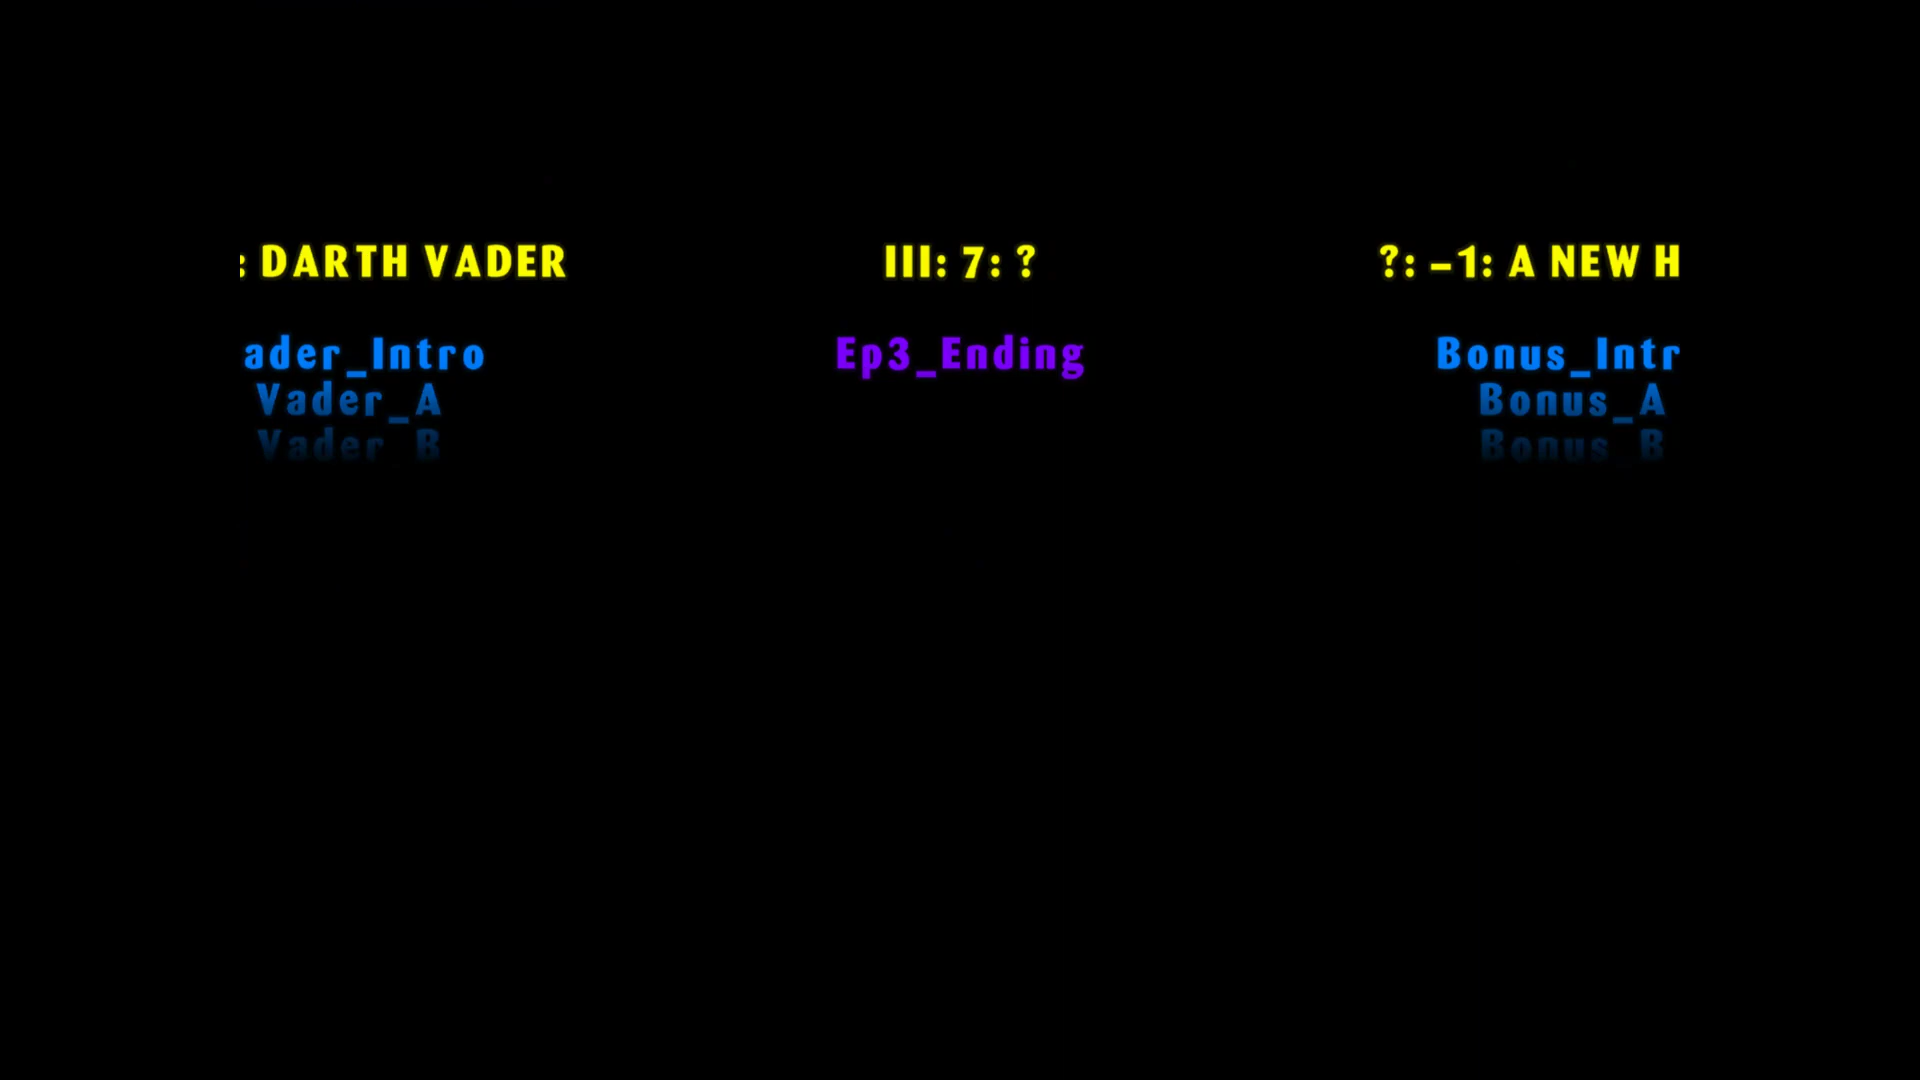 : DARTH VADER
III: 7: ?
?: -1: A NEW H
ader_Intro
Ep3_Ending
Bonus_Intr
Vader_A
Bonus_A
Vader_B
Bonus_B